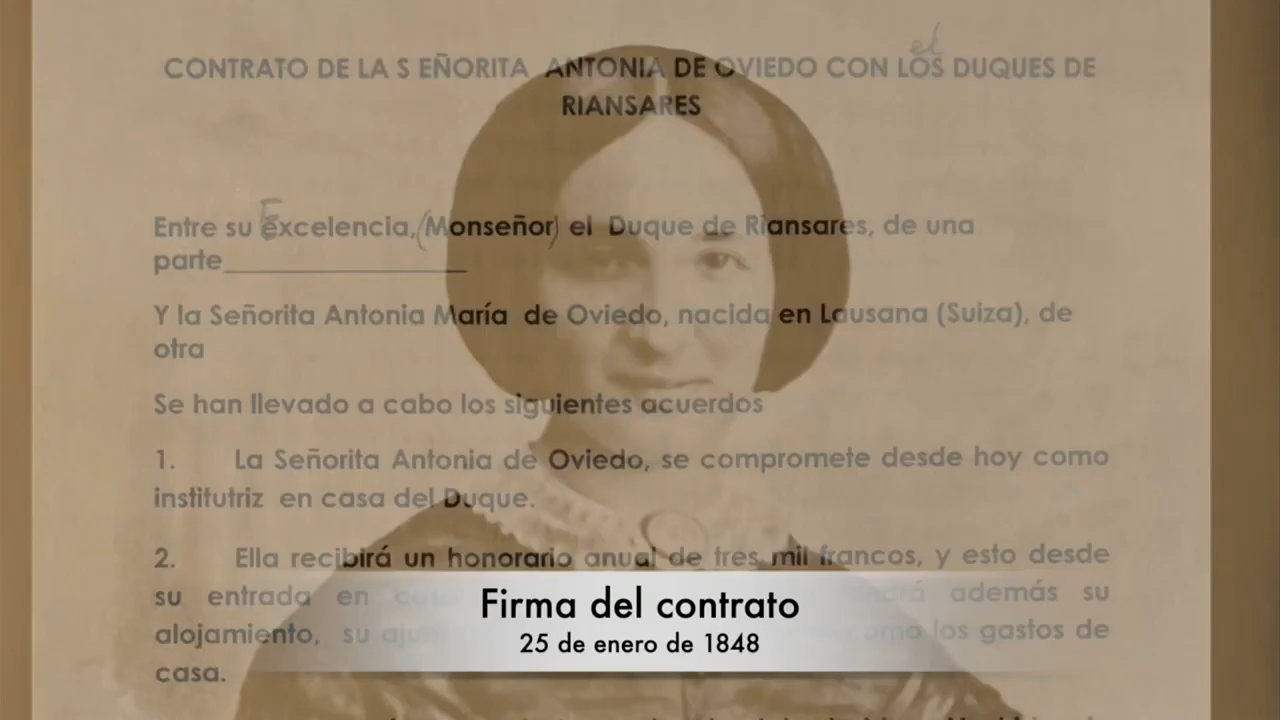 el
CONTRATO DE LA S EÑORITA ANTONIA DE OVIEDO CON LOS DUQUES DE
RIANSARES
Entre su Excelencia,(Monseñor) el Duque de Riansares, de una
parte____________________
Y la Señorita Antonia María de Oviedo, nacida en Lausana (Suiza), de
otra
Se han llevado a cabo los siguientes acuerdos
1. La Señorita Antonia de Oviedo, se compromete desde hoy como
institutriz en casa del Duque.
2. Ella recibirá un honorario anual de tres mil francos, y esto desde
su entrada en además su
alojamiento, su los gastos de
casa.
Firma del contrato
25 de enero de 1848